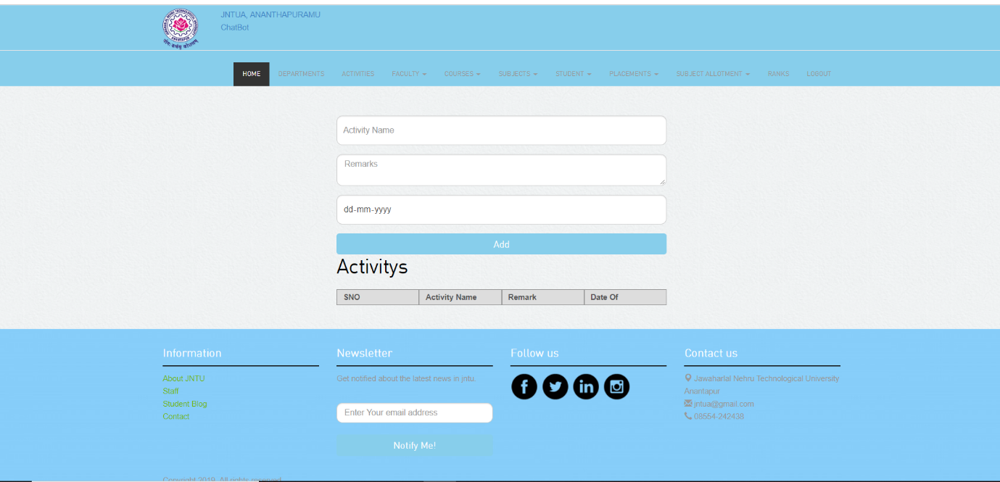 JNTUA, ANANTHAPURAMU
ChatBot
HOME DEPARTMENTS ACTIVITIES FACULTY COURSES SUBJECTS STUDENT PLACEMENTS SUBJECT ALLOTMENT RANKS LOGOUT
Activity Name
Remarks
dd-mm-yyyy
Add
Activitys
SNO Activity Name Remark Date Of
Information
About JNTU
Staff
Student Blog
Contact
Newsletter
Get notified about the latest news in jntu.
Enter Your email address
Notify Me!
Follow us
Contact us
Jawaharlal Nehru Technological University
Anantapur
jntua@gmail.com
08554-242438
Copyright 2019. All rights reserved